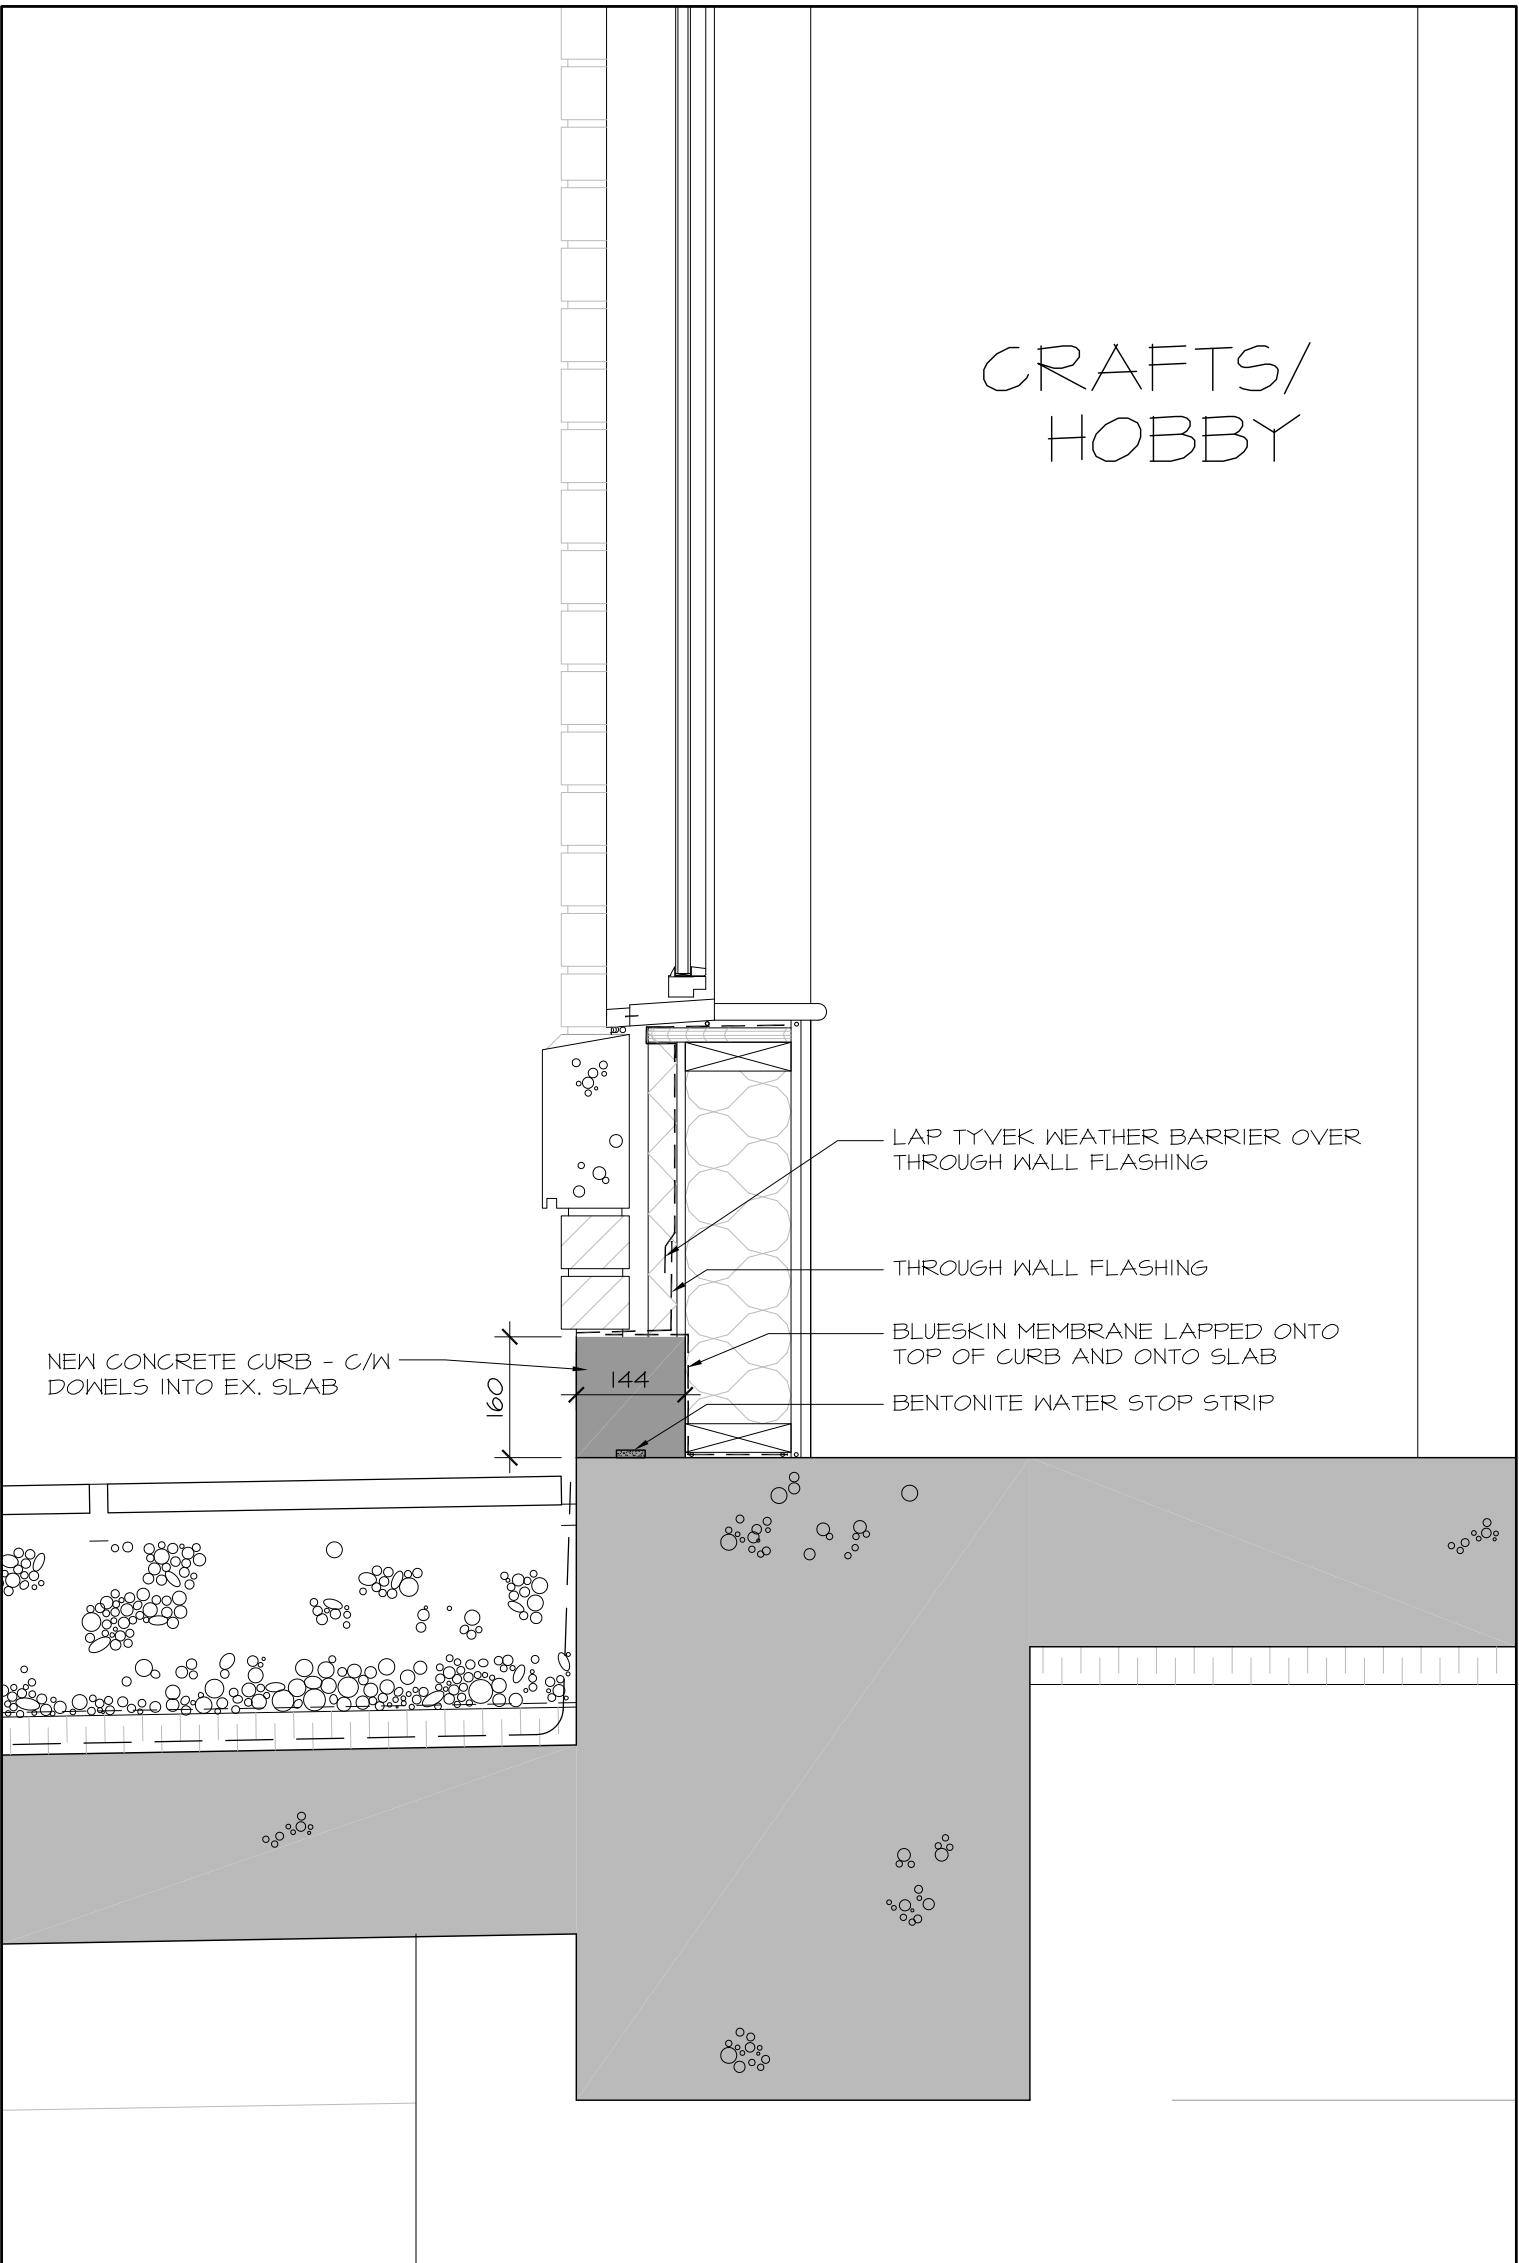 CRAFTS/
HOBBY
LAP TYVEK WEATHER BARRIER OVER
THROUGH WALL FLASHING
THROUGH WALL FLASHING
BLUESKIN MEMBRANE LAPPED ONTO
TOP OF CURB AND ONTO SLAB
NEW CONCRETE CURB - C/W
DOWELS INTO EX. SLAB
144
160
BENTONITE WATER STOP STRIP